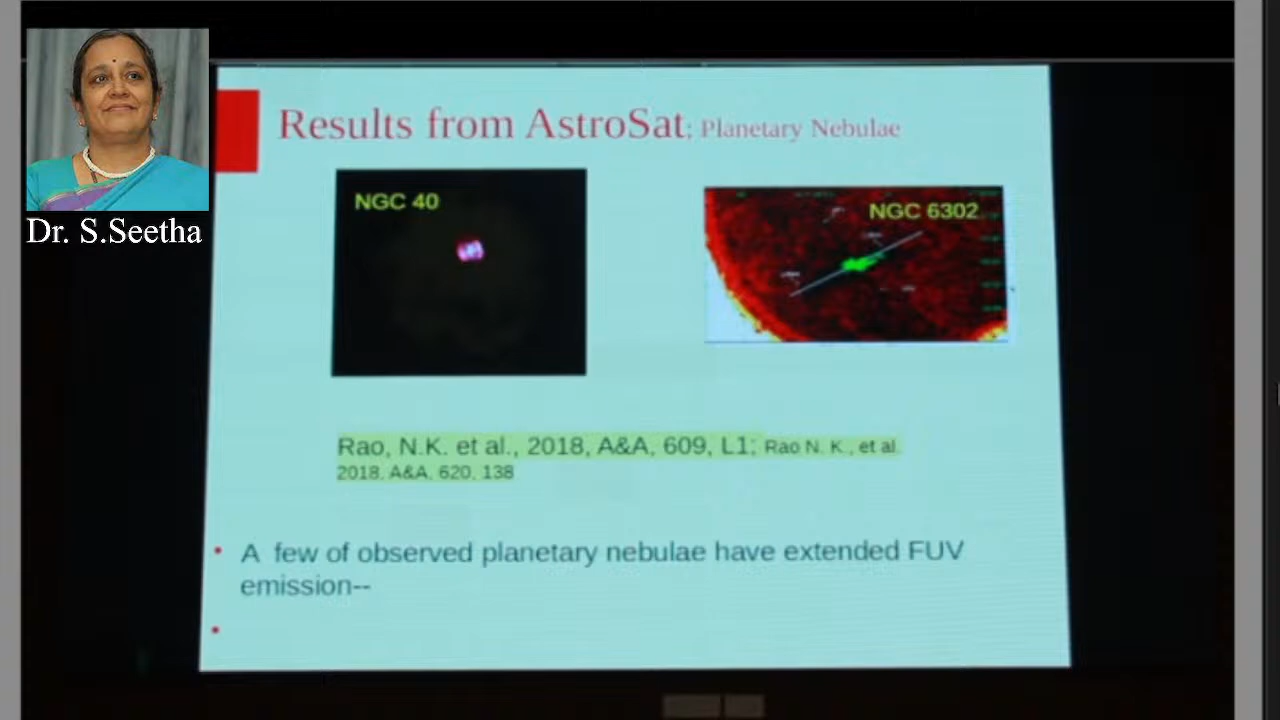 Dr. S.Seetha
Results from AstroSat; Planetary Nebulae
NGC 40
NGC 6302
Rao, N.K. et al., 2018, A&A, 609, L1; Rao N. K., et al.
2018, A&A, 620, 138
• A few of observed planetary nebulae have extended FUV
emission--
•